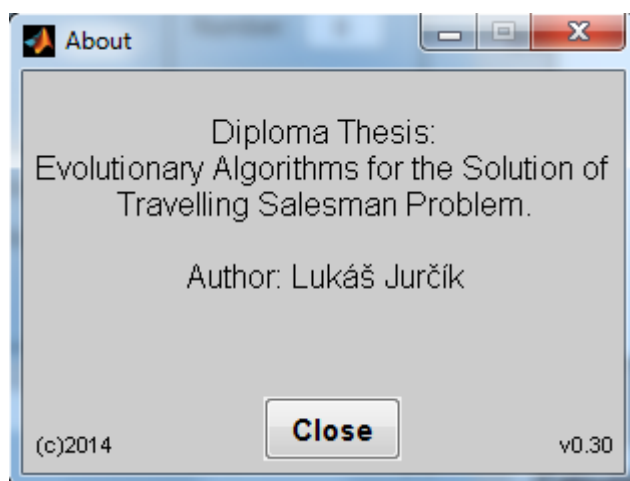 About
Diploma Thesis:
Evolutionary Algorithms for the Solution of
Travelling Salesman Problem.
Author: Lukáš Jurčík
Close
(c)2014
v0.30